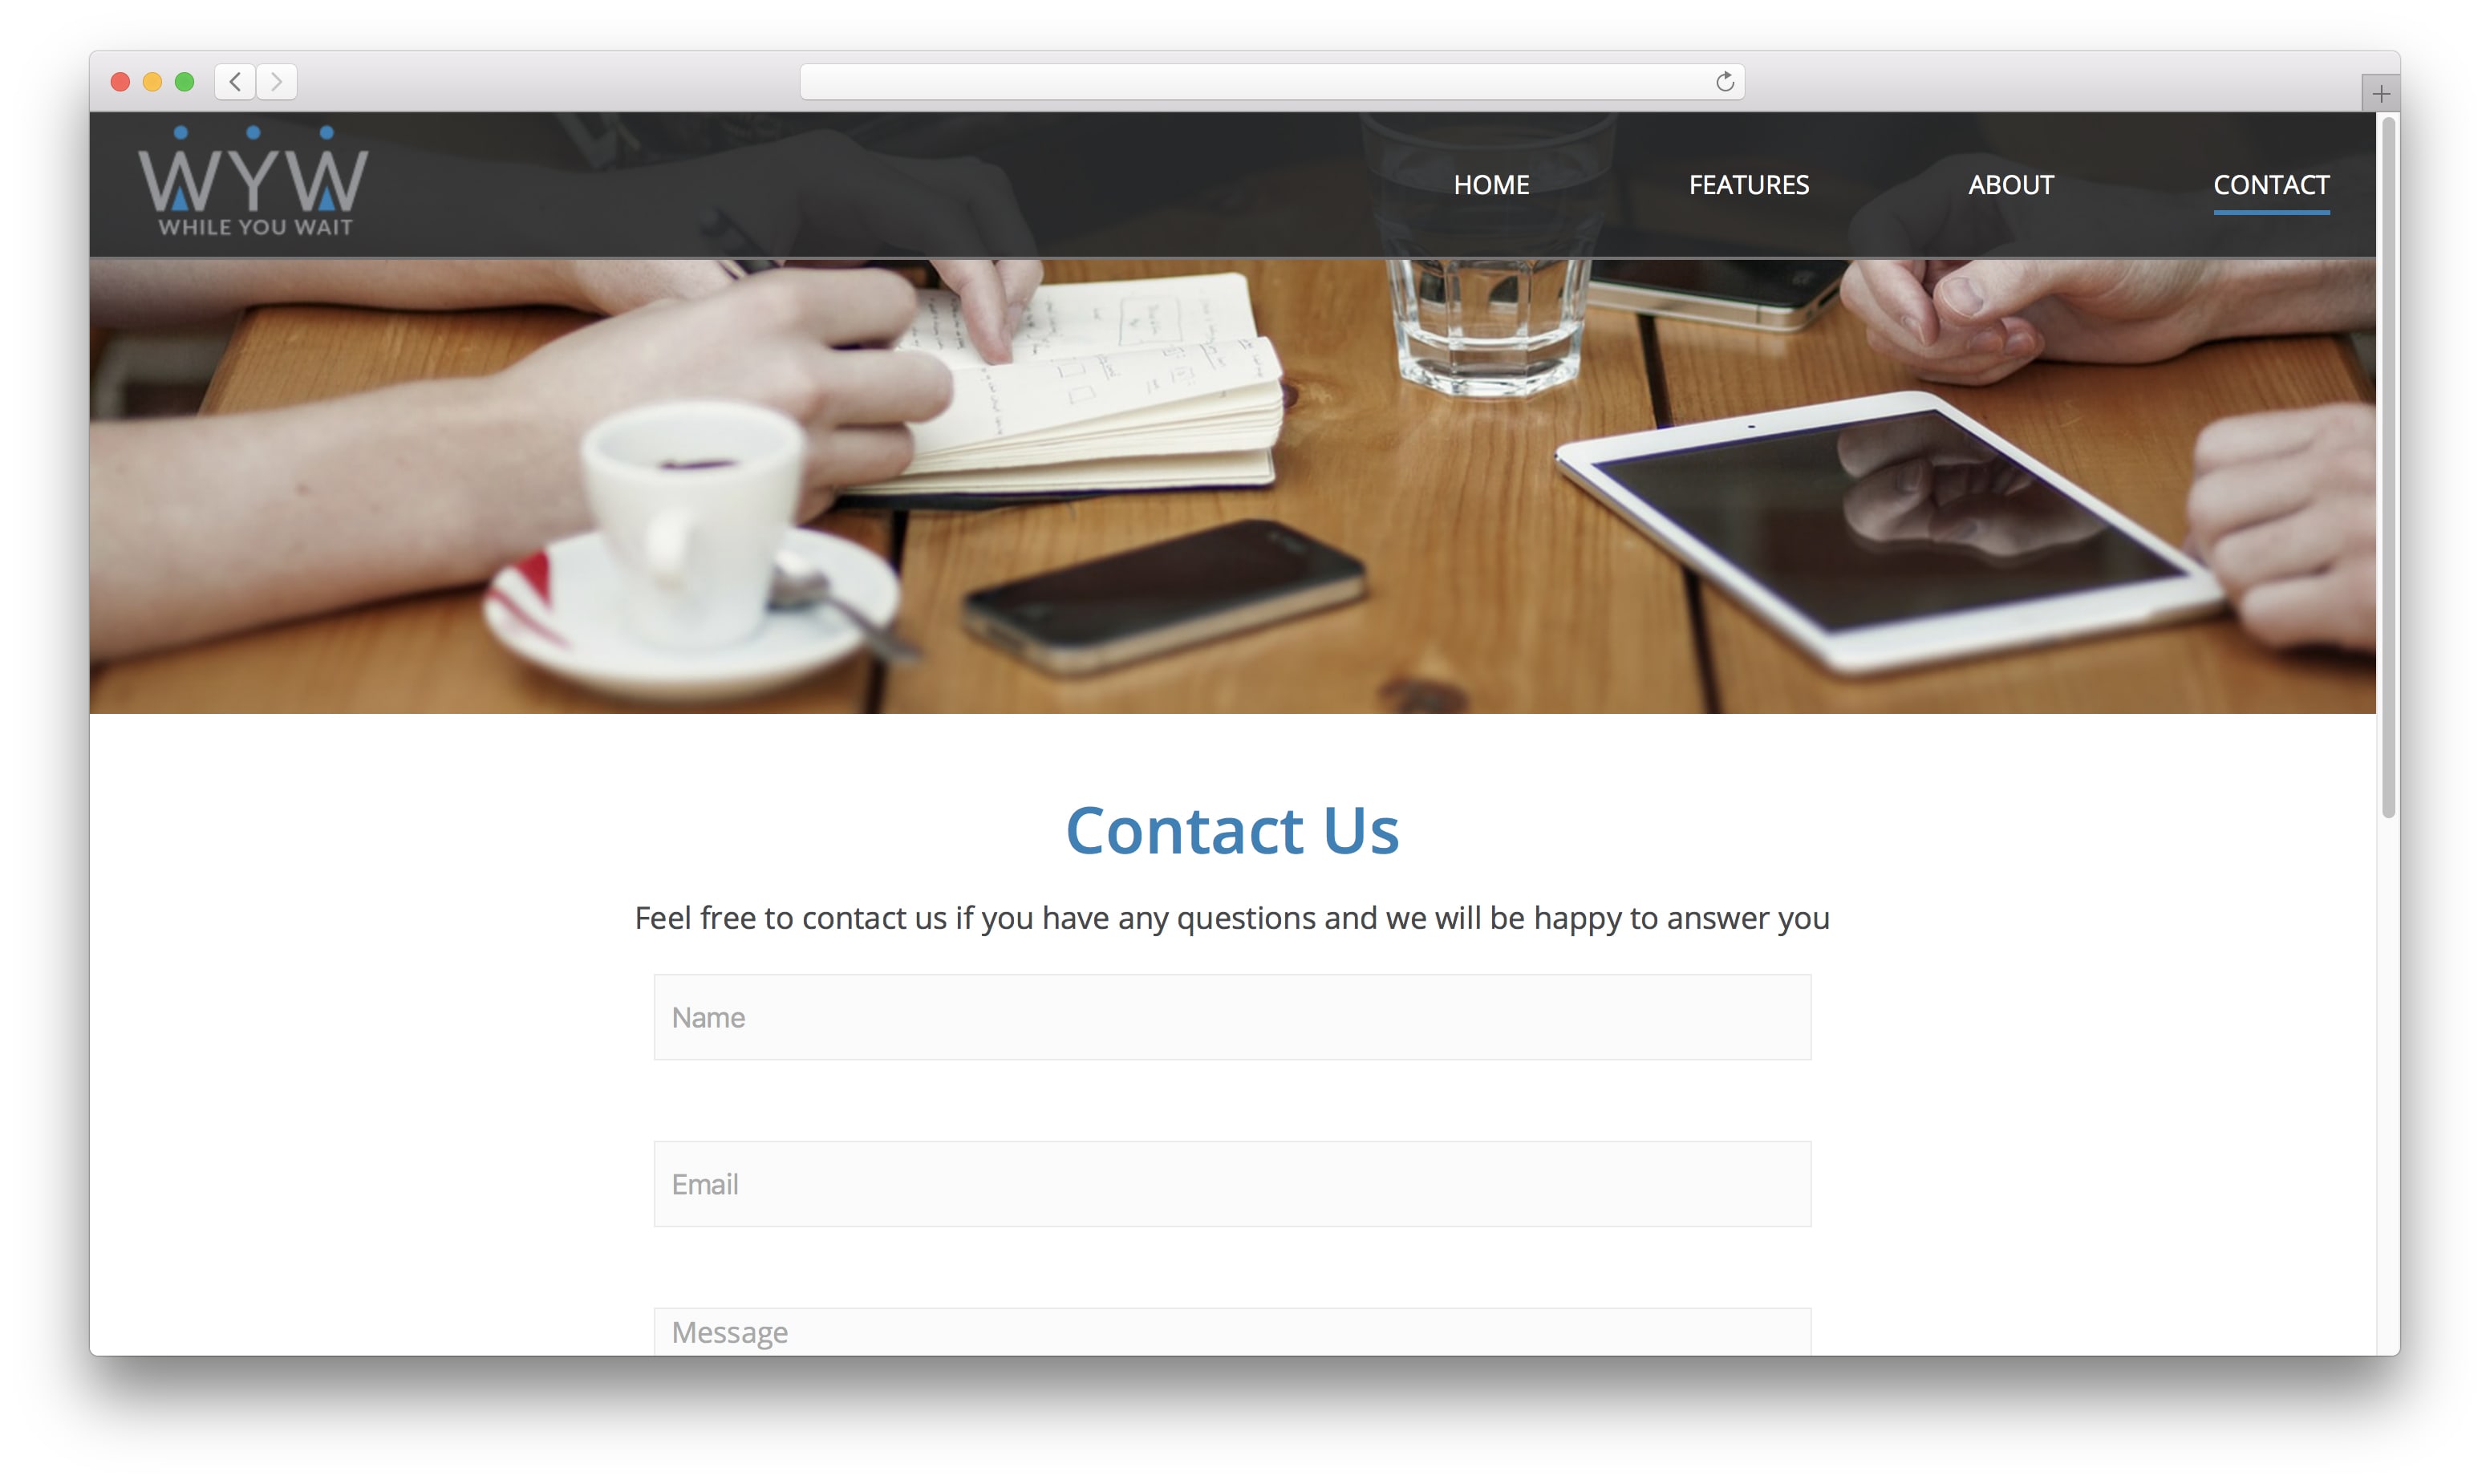 WYW
WHILE YOU WAIT
HOME
FEATURES
ABOUT
CONTACT
Contact Us
Feel free to contact us if you have any questions and we will be happy to answer you
Name
Email
Message